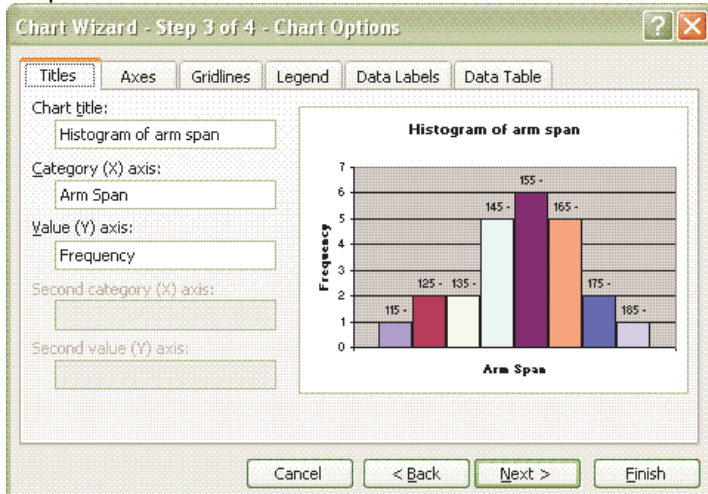 Chart Wizard - Step 3 of 4 - Chart Options
Titles Axes Gridlines Legend Data Labels Data Table
Chart title:
Histogram of arm span
Category (X) axis:
Arm Span
Value (Y) axis:
Frequency
Second category (X) axis:
Second value (Y) axis:
Histogram of arm span
Frequency
7
6
5
4
3
2
1
0
115 -
125 -
135 -
145 -
155 -
165 -
175 -
185 -
Arm Span
Cancel
< Back
Next >
Finish